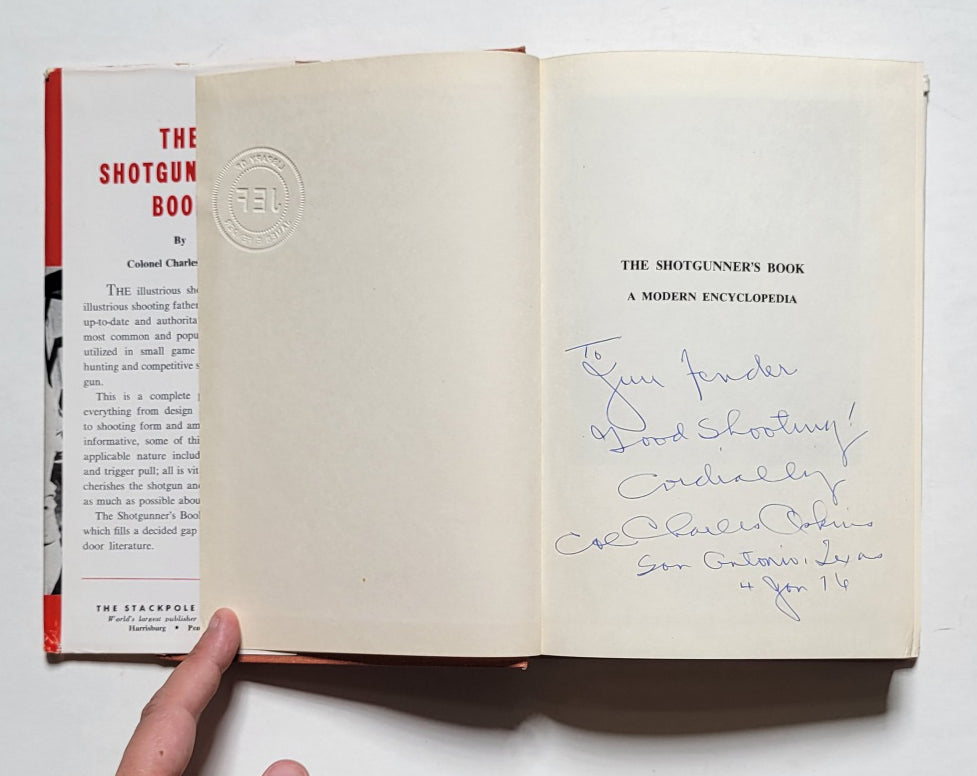 THE
SHOTGUN
BOO
By
Colonel Charles
THE illustrious sh
illustrious shooting father
up-to-date and authorita
most common and popu
utilized in small game
hunting and competitive s
gun.
This is a complete
everything from design
to shooting form and am
informative, some of thi
applicable nature includ
and trigger pull; all is vit
cherishes the shotgun an
as much as possible abou
The Shotgunner's Boo
which fills a decided gap
door literature.
THE STACKPOLE
World's largest publisher
Harrisburg • Pen
LIBRARY OF
JEF
THE SHOTGUNNER'S BOOK
A MODERN ENCYCLOPEDIA
To
Jim Fender
Good Shooting!
Cordially
Col Charles Askins
San Antonio, Texas
4 Jan 76